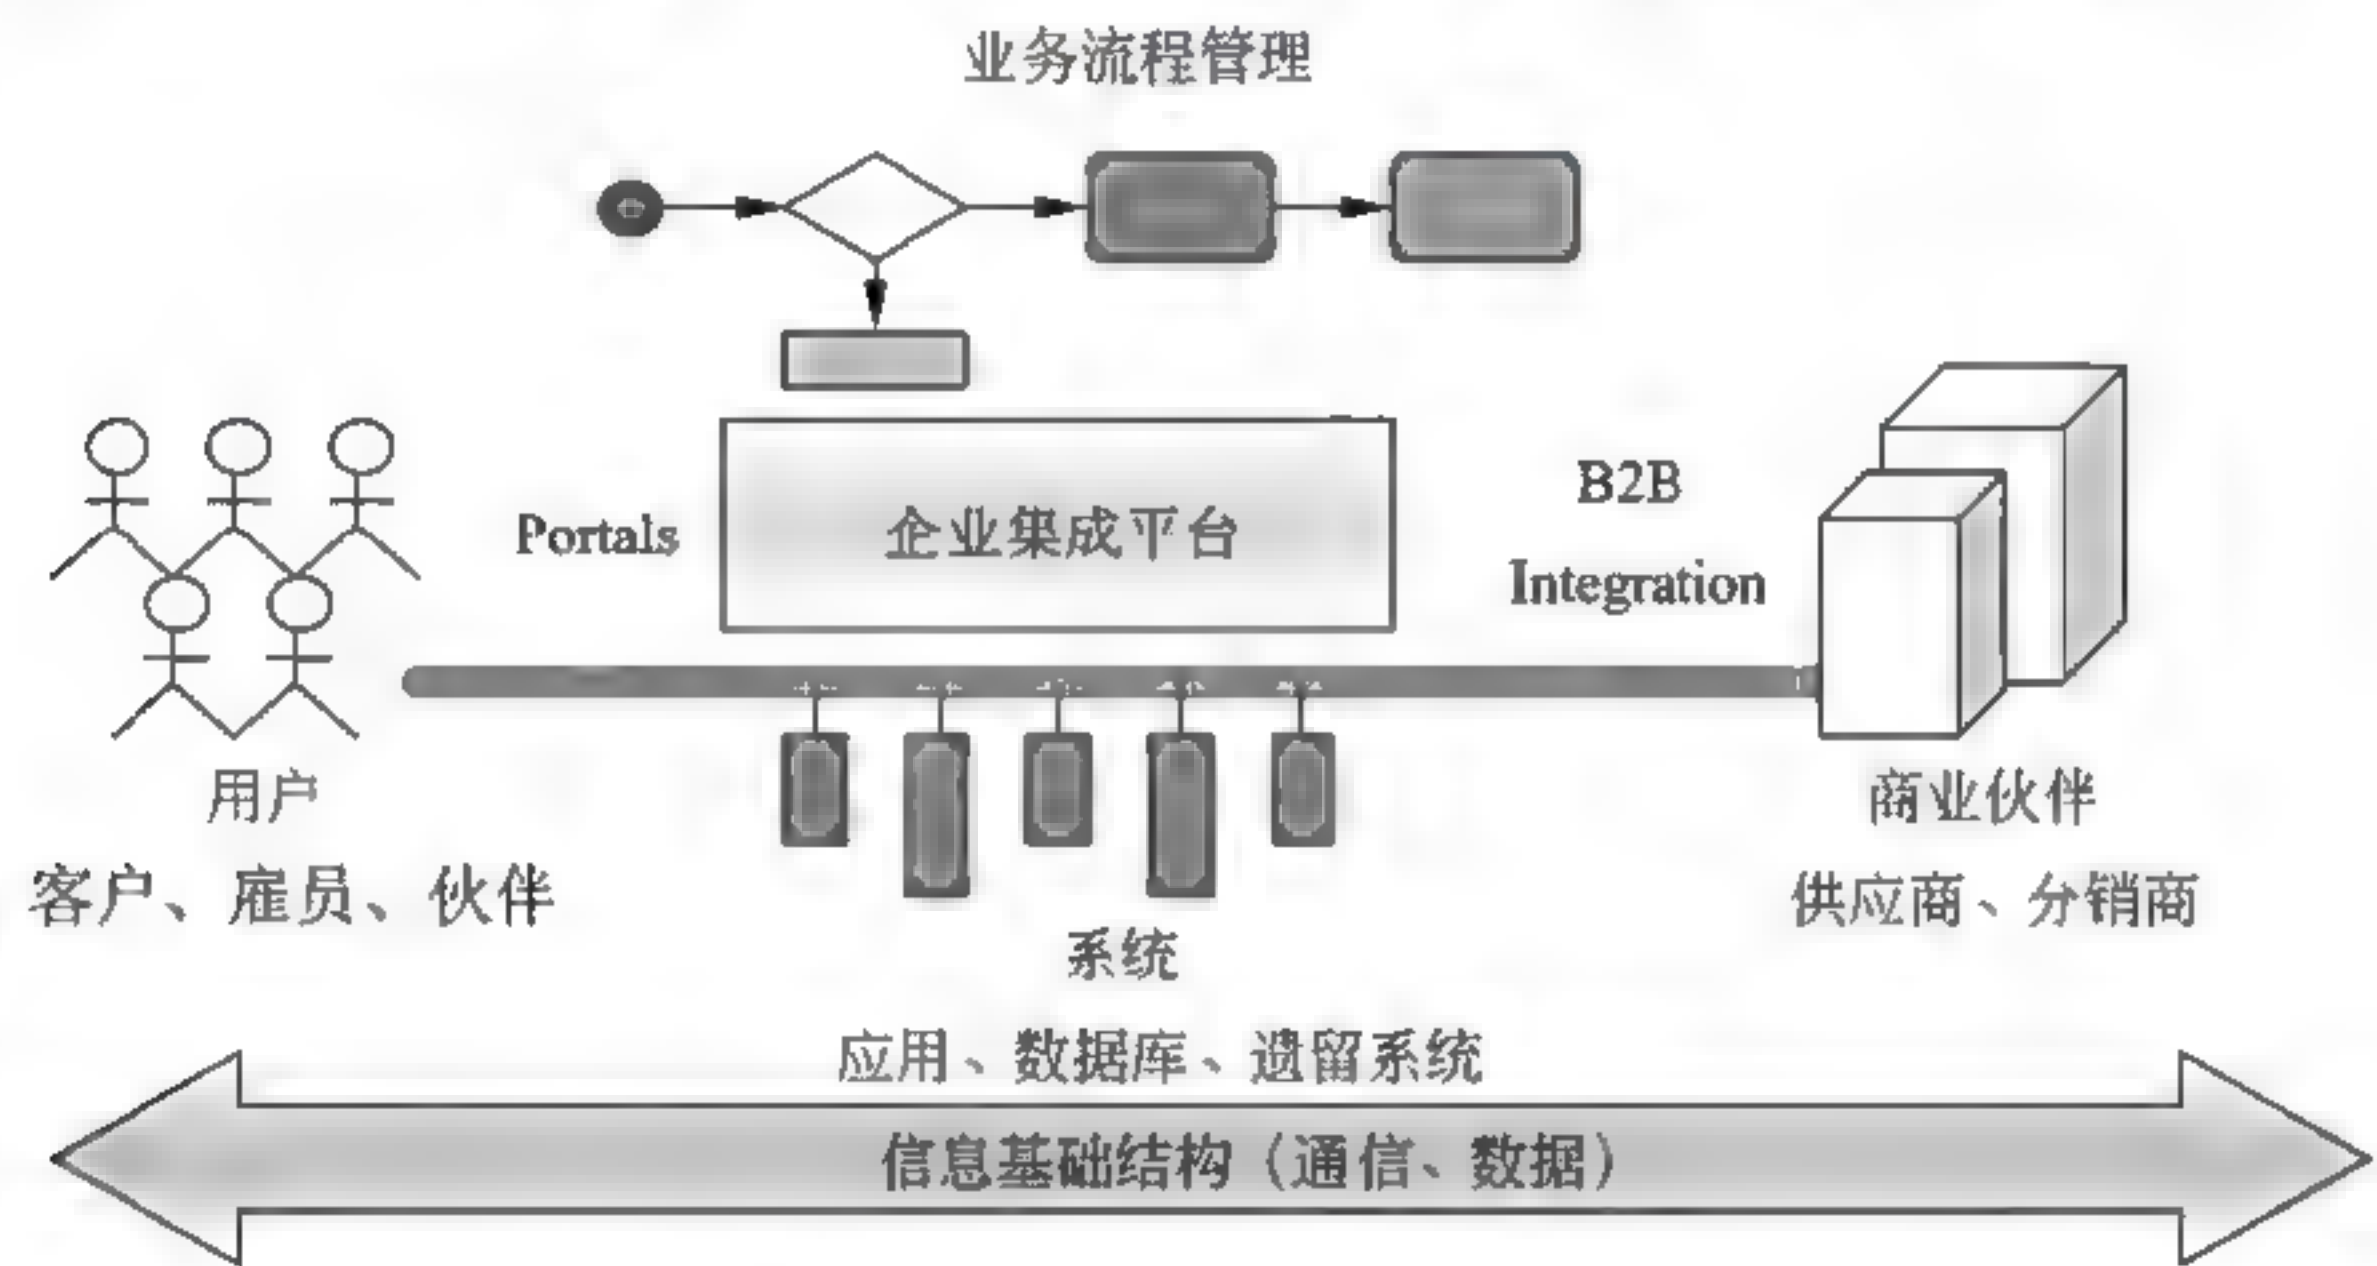 业务流程管理
Portals
企业集成平台
B2B
Integration
用户
客户、雇员、伙伴
商业伙伴
供应商、分销商
系统
应用、数据库、遗留系统
信息基础结构（通信、数据）